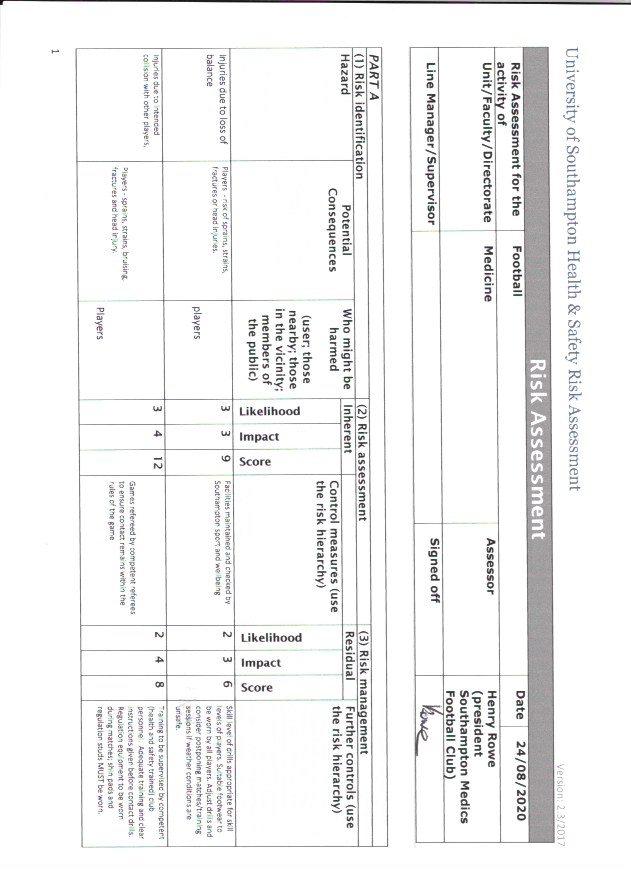 Version: 2.3/2017
University of Southampton Health & Safety Risk Assessment
Risk Assessment
Risk Assessment for the activity of
Football
Date
24/08/2020
Unit/Faculty/Directorate
Medicine
Assessor
Henry Rowe
(president
Southampton Medics
Football Club)
Line Manager/Supervisor
Signed off
PART A
(1) Risk identification
(2) Risk assessment
(3) Risk management
Hazard
Potential
Consequences
Who might be
harmed
(user; those
nearby; those
in the vicinity;
members of
the public)
Inherent
Likelihood
Impact
Score
Control measures (use
the risk hierarchy)
Residual
Likelihood
Impact
Score
Further controls (use
the risk hierarchy)
Injuries due to loss of
balance
Players - risk of sprains, strains,
fractures or head injuries.
players
3
3
9
Facilities maintained and checked by
Southampton sport and wellbeing
2
3
6
Skill level of drills appropriate for skill
levels of players. Suitable footwear to
be worn by all players. Adjust drills and
consider postponing matches/training
sessions if weather conditions are
unsafe.
Injuries due to intended
collision with other players,
Players - sprains, strains, bruising,
fractures and head injury.
Players
3
4
12
Games refereed by competent referees
to ensure contact remains within the
rules of the game
2
4
8
Training to be supervised by competent
(health and safety trained) club
personnel. Adequate training and clear
instructions given before contact drills.
Regulation equipment to be worn
during matches; shin pads and
regulation studs MUST be worn.
1